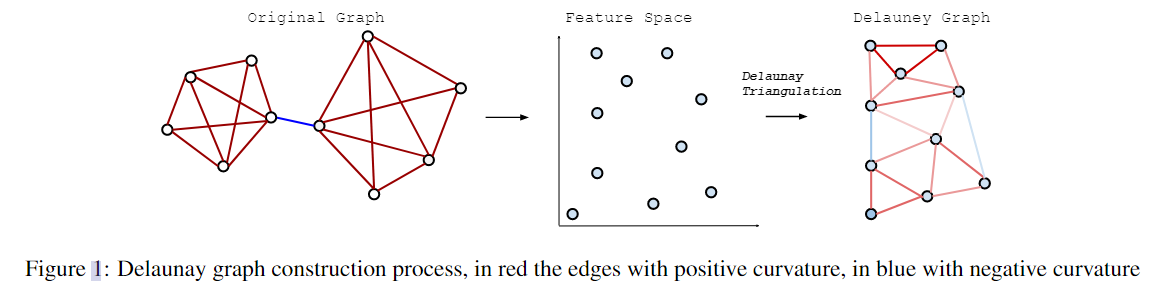 Original Graph
Feature Space
Delauney Graph
Delaunay
Triangulation
Figure 1: Delaunay graph construction process, in red the edges with positive curvature, in blue with negative curvature